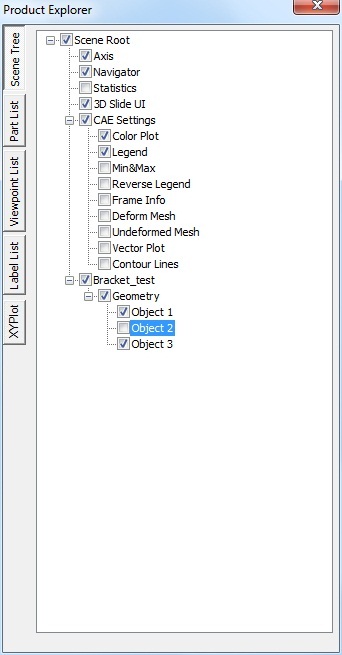 Product Explorer
Scene Tree
Part List
Viewpoint List
Label List
XYPlot
Scene Root
Axis
Navigator
Statistics
3D Slide UI
CAE Settings
Color Plot
Legend
Min&Max
Reverse Legend
Frame Info
Deform Mesh
Undeformed Mesh
Vector Plot
Contour Lines
Bracket_test
Geometry
Object 1
Object 2
Object 3